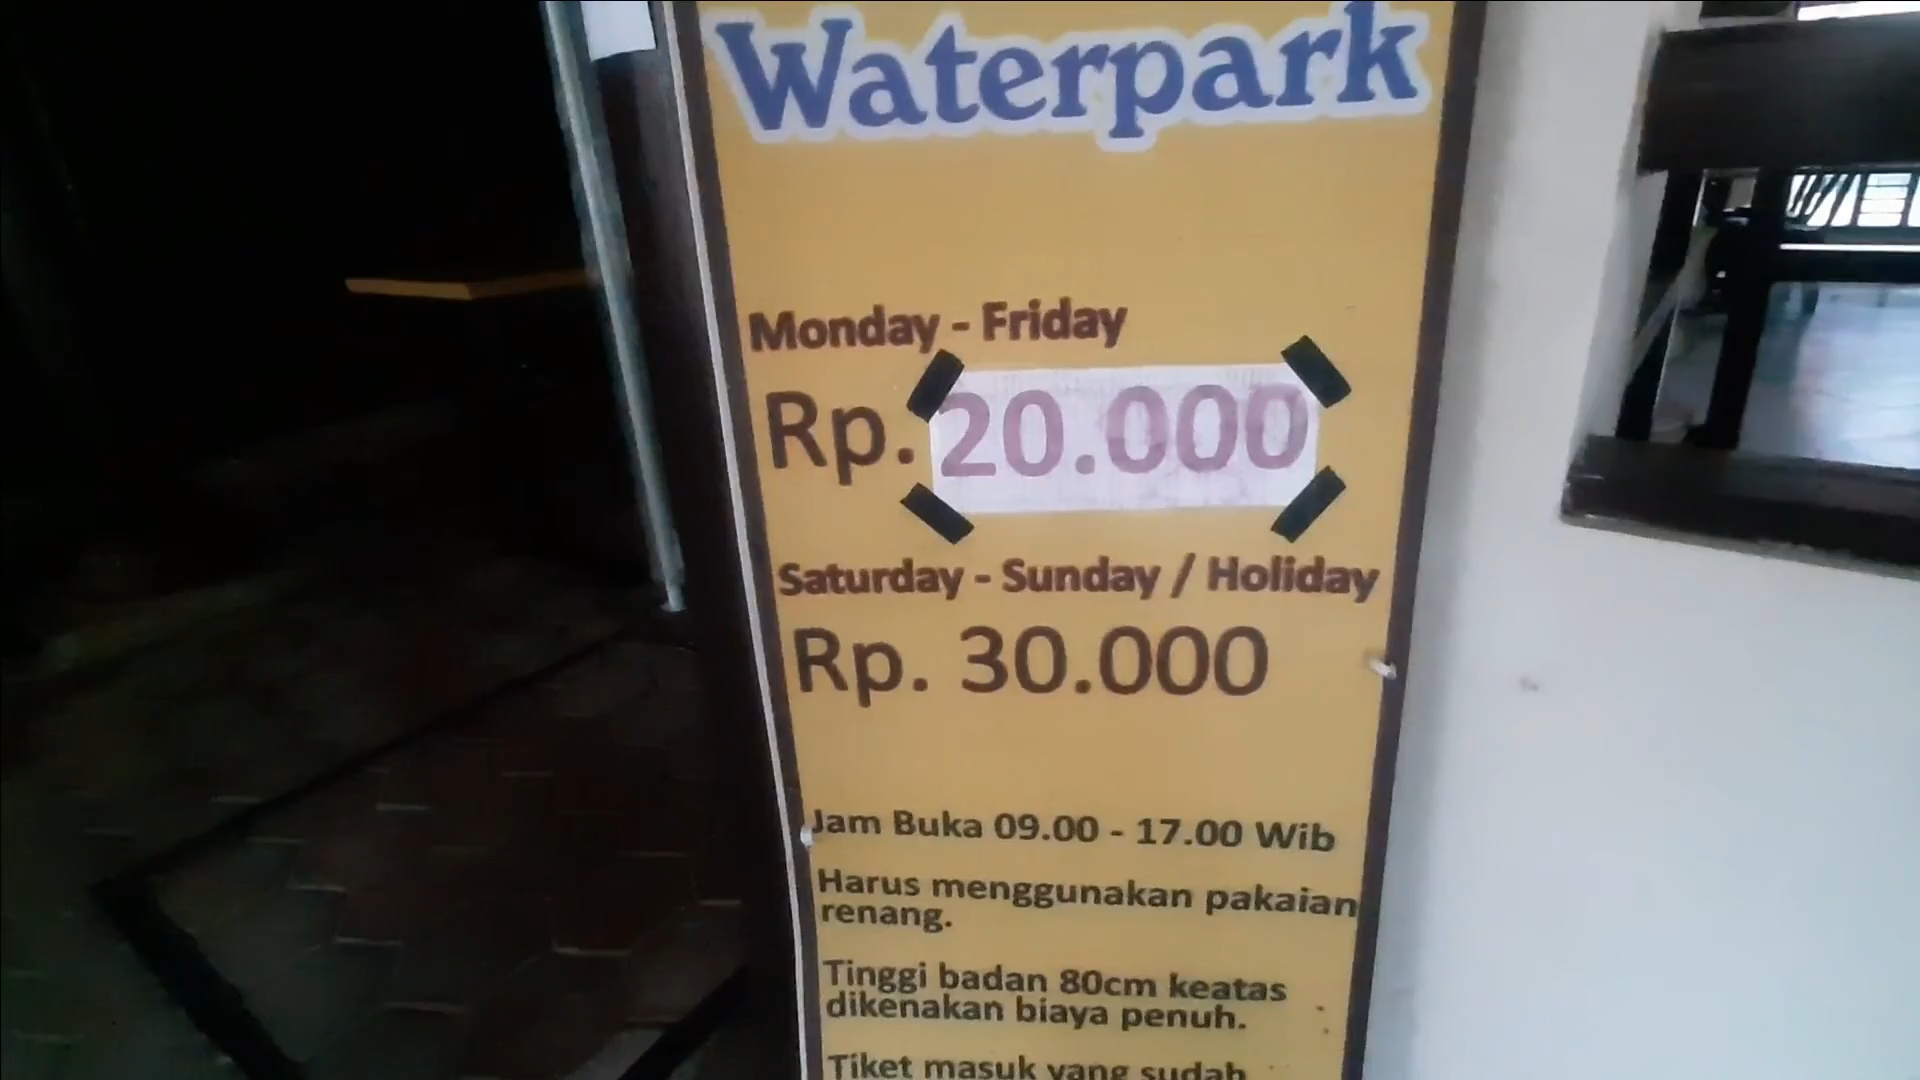 Waterpark
Monday - Friday
Rp. 20.000
Saturday - Sunday / Holiday
Rp. 30.000
Jam Buka 09.00 - 17.00 Wib
Harus menggunakan pakaian
renang.
Tinggi badan 80cm keatas
dikenakan biaya penuh.
Tiket masuk yang sudah